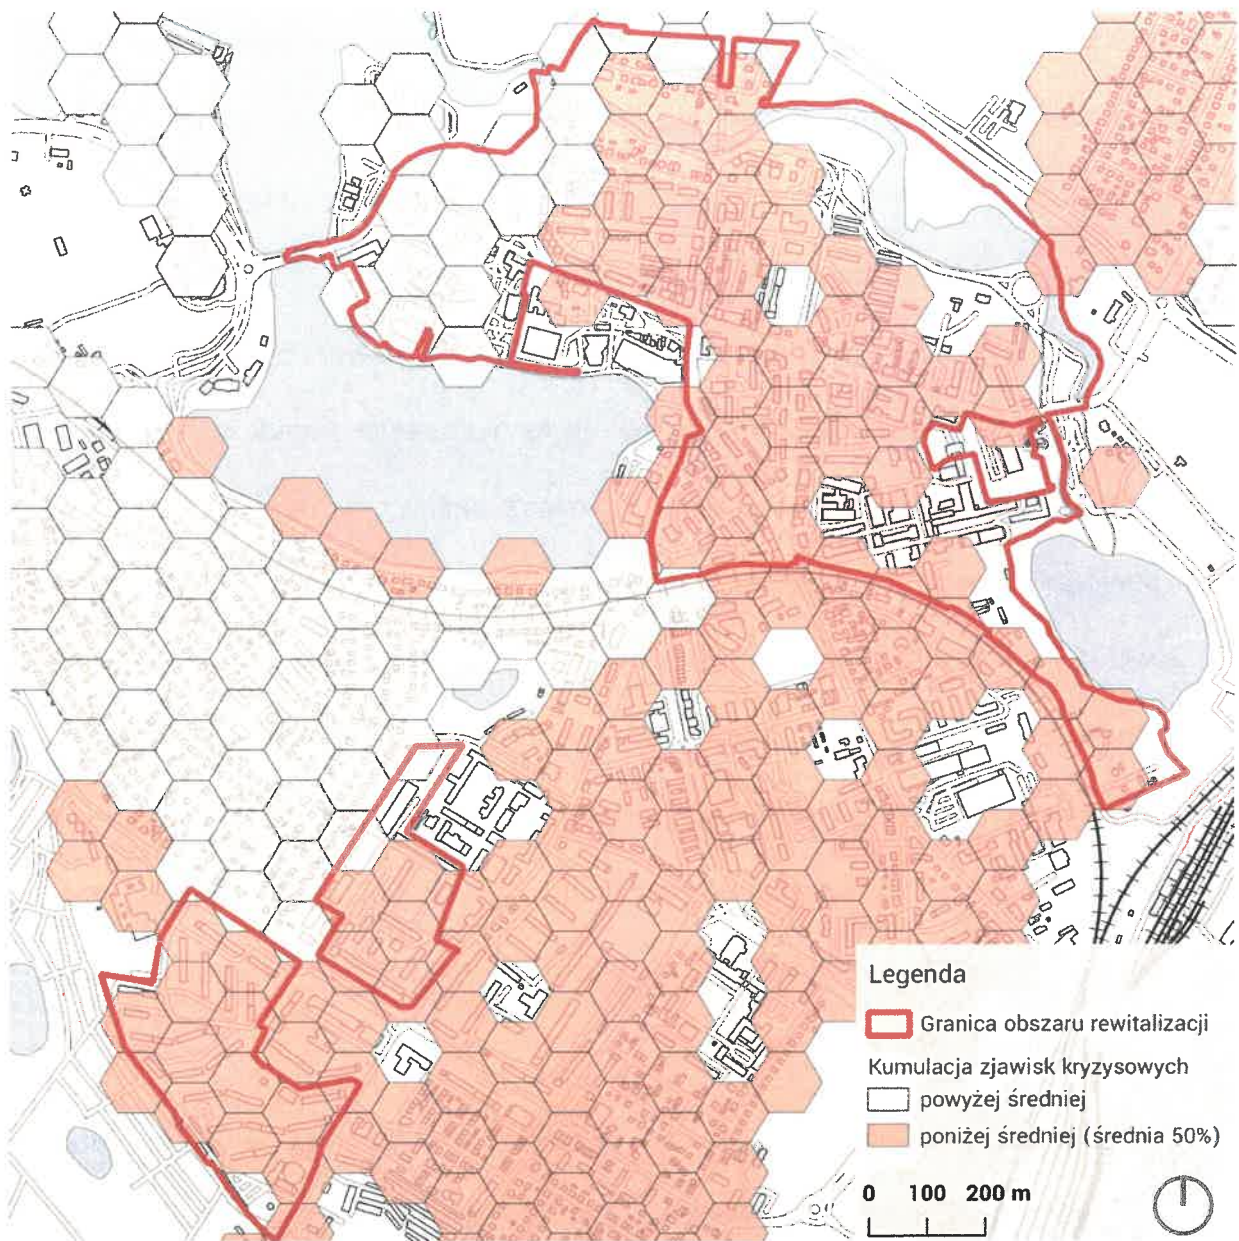 Legenda
Granica obszaru rewitalizacji
Kumulacja zjawisk kryzysowych
powyżej średniej
poniżej średniej (średnia 50%)
0 100 200 m